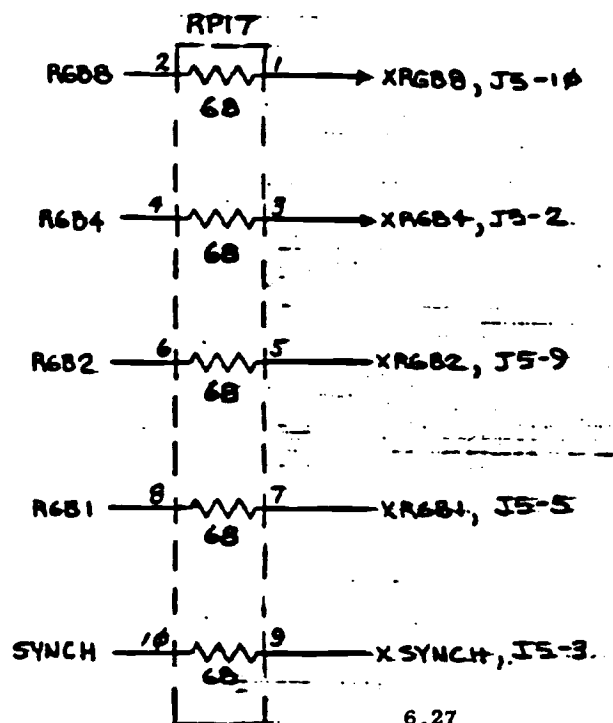 RP17
RGB8 2 1 XRGB8, J5-1Ø
68
RGB4 4 3 XRGB4, J5-2
68
RGB2 6 5 XRGB2, J5-9
68
RGB1 8 7 XRGB1, J5-5
68
SYNCH 1Ø 9 XSYNCH, J5-3
68
6.27